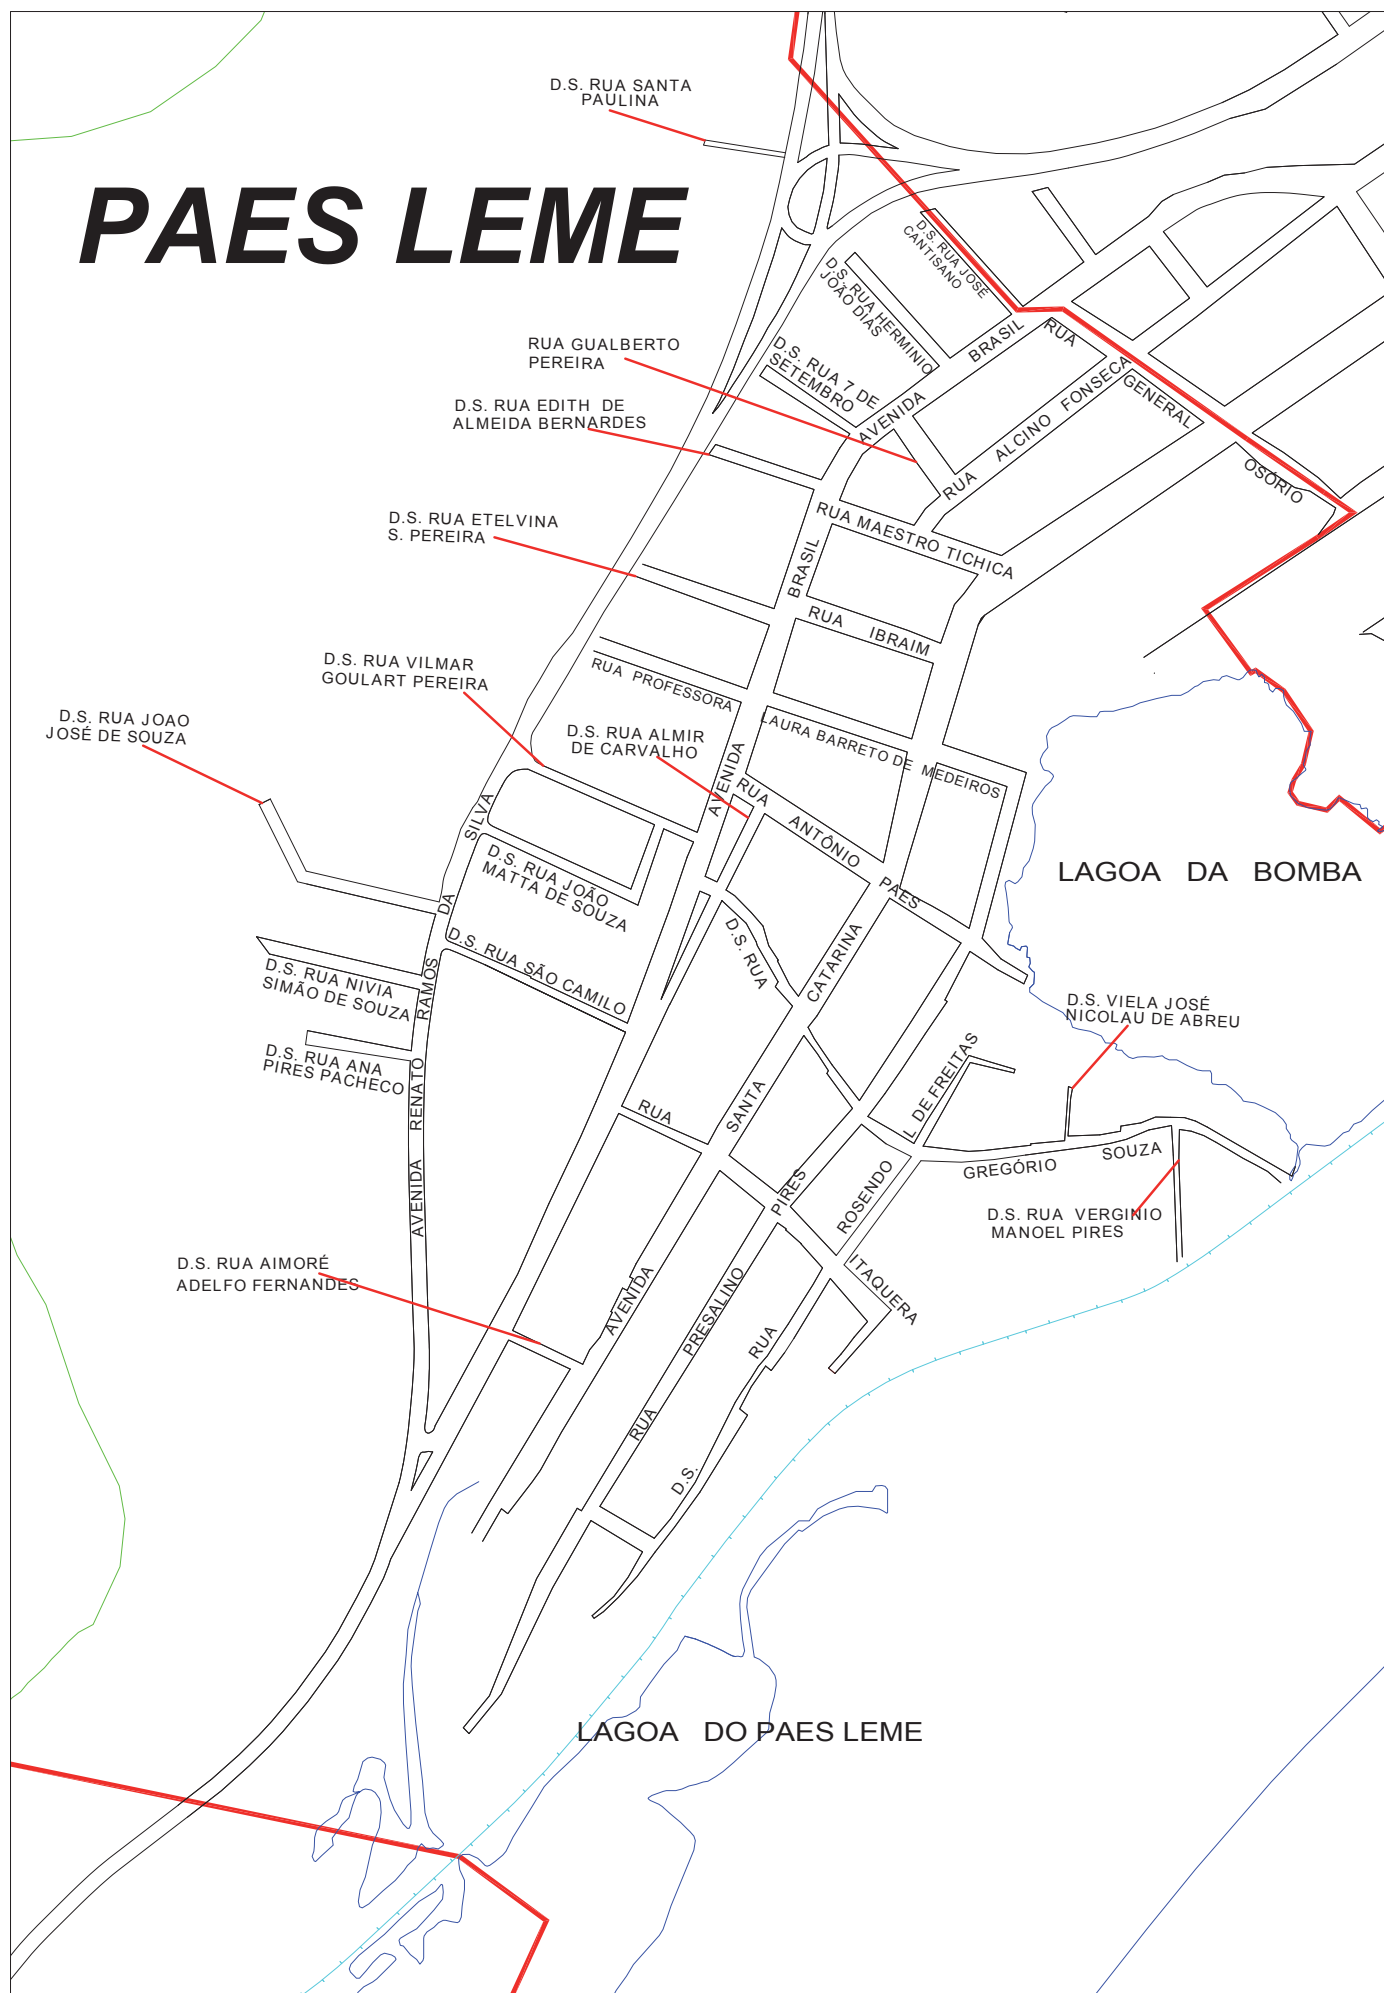 D.S. RUA SANTA
PAULINA
PAES LEME
D.S. RUA JOSÉ
CANTISANO
D.S. RUA HERMINIO
JOÃO DIAS
RUA GUALBERTO
PEREIRA
D.S. RUA 7 DE
SETEMBRO
AVENIDA BRASIL
RUA GENERAL OSÓRIO
D.S. RUA EDITH DE
ALMEIDA BERNARDES
RUA ALCINO FONSECA
D.S. RUA ETELVINA
S. PEREIRA
RUA MAESTRO TICHICA
AVENIDA BRASIL
RUA IBRAIM
D.S. RUA VILMAR
GOULART PEREIRA
RUA PROFESSORA LAURA BARRETO DE MEDEIROS
D.S. RUA JOAO
JOSÉ DE SOUZA
D.S. RUA ALMIR
DE CARVALHO
RUA ANTÔNIO PAES
LAGOA DA BOMBA
D.S. RUA JOÃO
MATTA DE SOUZA
D.S. RUA
D.S. RUA SÃO CAMILO
D.S. RUA NIVIA
SIMÃO DE SOUZA
D.S. RUA ANA
PIRES PACHECO
AVENIDA RENATO RAMOS DA SILVA
D.S. VIELA JOSÉ
NICOLAU DE ABREU
AVENIDA SANTA CATARINA
RUA ITAQUERA
GREGÓRIO SOUZA
D.S. RUA VERGINIO
MANOEL PIRES
D.S. RUA AIMORÉ
ADELFO FERNANDES
RUA PRESALINO PIRES
D.S. RUA ROSENDO L DE FREITAS
LAGOA DO PAES LEME